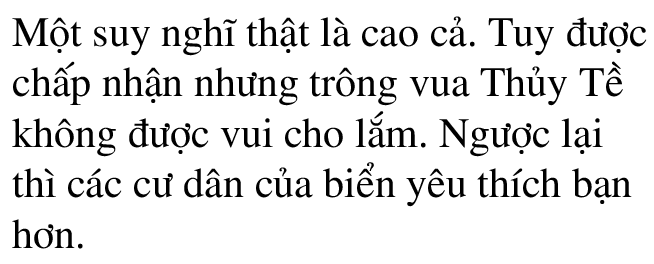 Một suy nghĩ thật là cao cả. Tuy được
chấp nhận nhưng trông vua Thủy Tề
không được vui cho lắm. Ngược lại
thì các cư dân của biển yêu thích bạn
hơn.